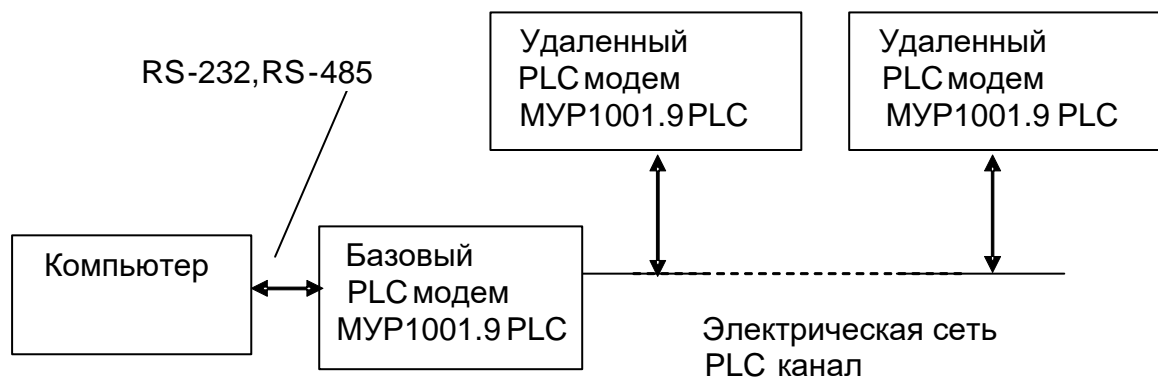 RS-232,RS-485
Удаленный
PLC модем
МУР1001.9 PLC
Удаленный
PLC модем
МУР1001.9 PLC
Компьютер
Базовый
PLC модем
МУР1001.9 PLC
Электрическая сеть
PLC канал